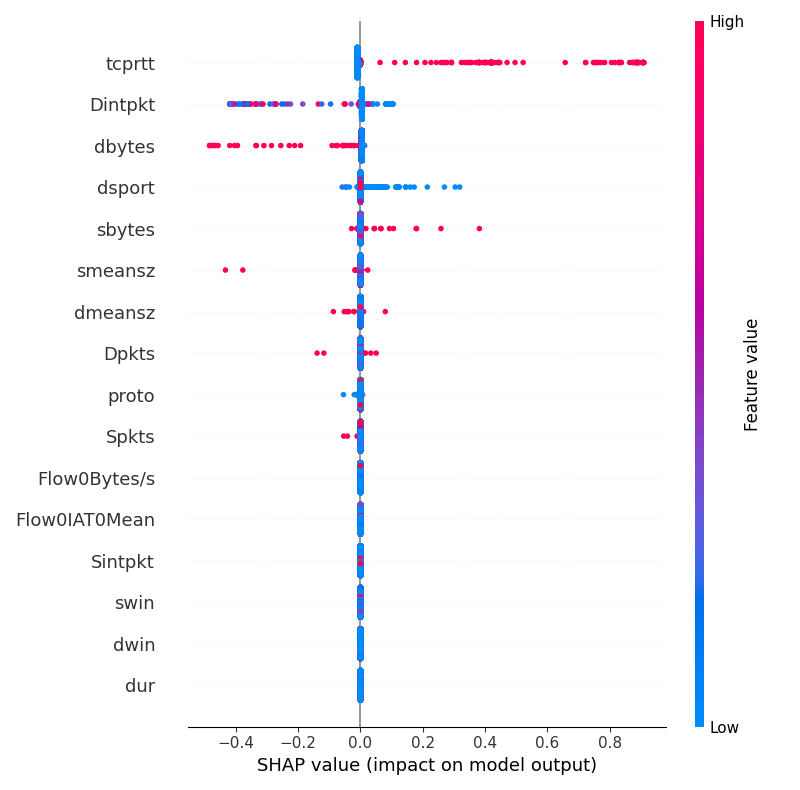 High
tcprtt
Dintpkt
dbytes
dsport
sbytes
smeansz
dmeansz
Dpkts
proto
Spkts
Flow0Bytes/s
Flow0IAT0Mean
Sintpkt
swin
dwin
dur
Feature value
Low
−0.4 −0.2 0.0 0.2 0.4 0.6 0.8
SHAP value (impact on model output)